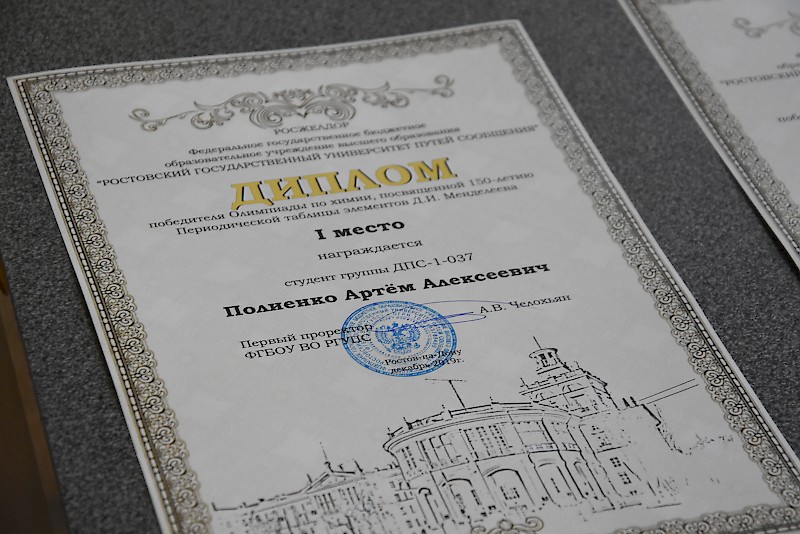 РОСЖЕЛДОР
Федеральное государственное бюджетное
образовательное учреждение высшего образования
"РОСТОВСКИЙ ГОСУДАРСТВЕННЫЙ УНИВЕРСИТЕТ ПУТЕЙ СООБЩЕНИЯ"
ДИПЛОМ
победителя Олимпиады по химии, посвященной 150-летию
Периодической таблицы элементов Д.И. Менделеева
I место
награждается
студент группы ДПС-1-037
Полиенко Артём Алексеевич
Первый проректор А.В. Челохьян
ФГБОУ ВО РГУПС
Ростов-на-Дону
декабрь 2019г.
"РОСТОВСКИЙ